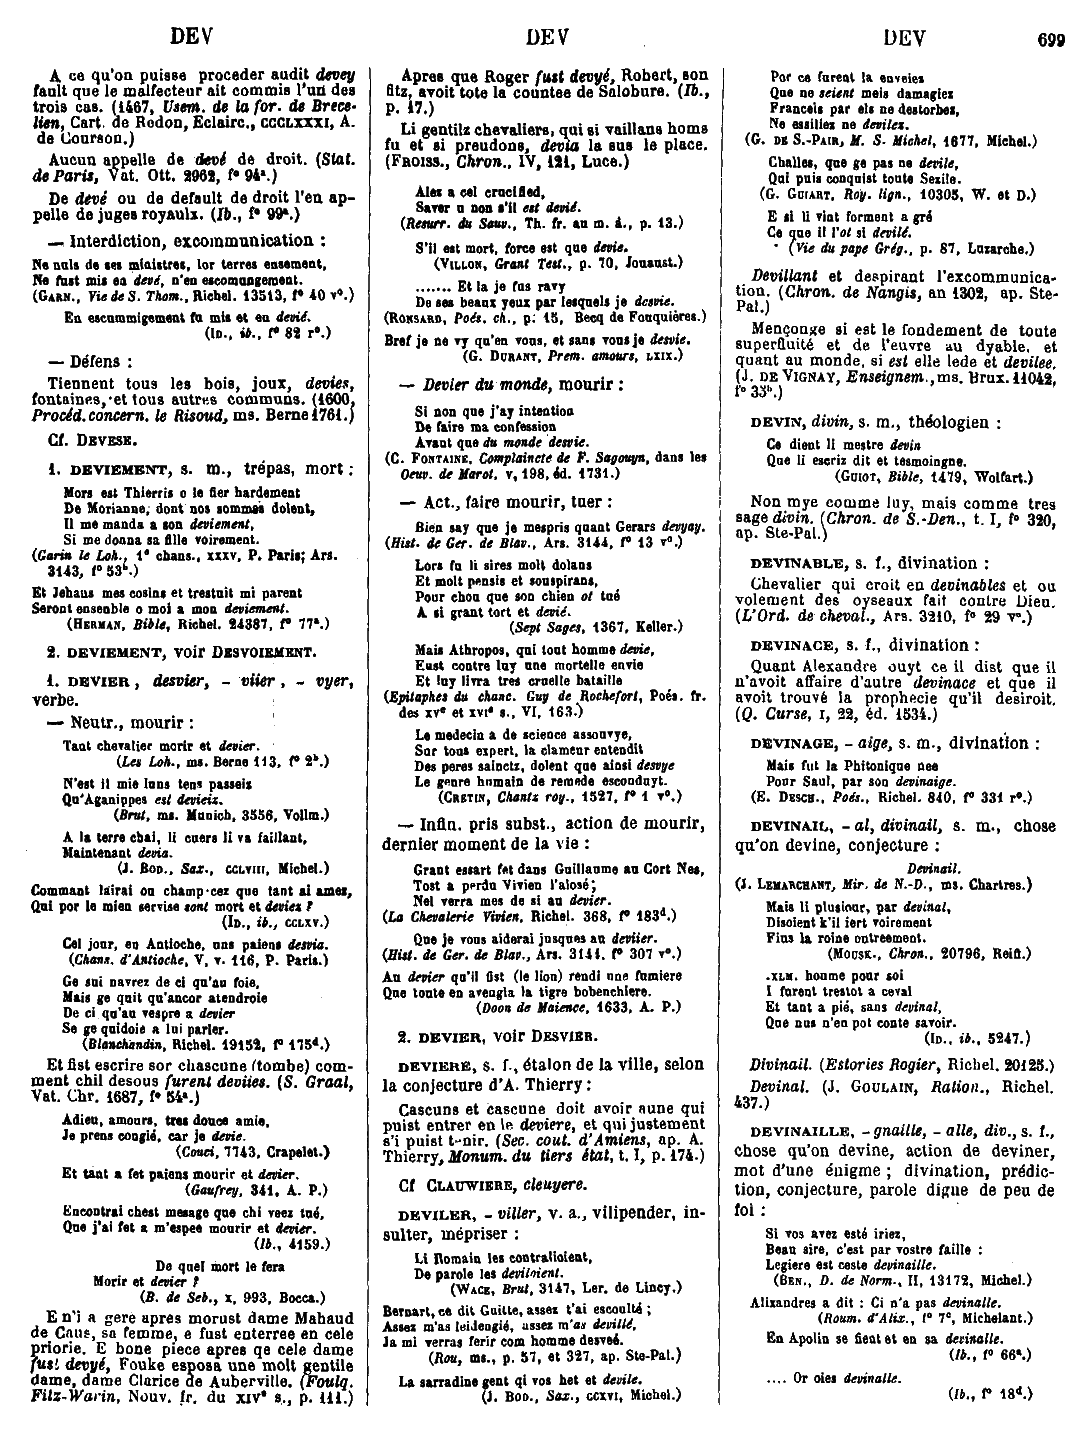 DEV
DEV
DEV
699
A ce qu'on puisse proceder audit devey
fault que le malfecteur ait commis l'un des
trois cas. (1467, Usem. de la for. de Brece-
lien, Cart. de Redon, Eclairc., CCCLXXXI, A.
de Courson.)
Aucun appelle de devé de droit. (Stat.
de Paris, Vat. Ott. 2962, fº 94ª.)
De devé ou de default de droit l'en ap-
pelle de juges royaulx. (Ib., fº 99ª.)
— Interdiction, excommunication :
Ne nuls de ses ministres, lor terres ensement,
Ne fust mis en devé, n'en escomungement.
(GARN., Vie de S. Thom., Richel. 13513, fº 40 vº.)
En escummigement fu mis et en devié.
(ID., ib., fº 82 rº.)
— Défens :
Tiennent tous les bois, joux, devies,
fontaines, et tous autres communs. (1600,
Procéd. concern. le Risoud, ms. Berne 1761.)
Cf. DEVESE.
1. DEVIEMENT, s. m., trépas, mort :
Mors est Thierris o le fier hardement
De Morianne, dont nos sommes dolent,
Il me manda a son deviement,
Si me donna sa fille voirement.
(Garin le Loh., 1ª chans., XXXV, P. Paris; Ars.
3143, fº 53ᵇ.)
Et Jehans mes cosins et trestuit mi parent
Seront ensenble o moi a mon deviement.
(HERMAN, Bible, Richel. 24387, fº 77ª.)
2. DEVIEMENT, voir DESVOIEMENT.
1. DEVIER, desvier, - viier, - vyer,
verbe.
— Neutr., mourir :
Tant chevalier morir et devier.
(Les Loh., ms. Berne 113, fº 2ᵇ.)
N'est il mie luns tens passeis
Qu'Aganippes est devieiz.
(Brut, ms. Munich, 3556, Vollm.)
A la terre chai, li cuers li va faillant,
Maintenant devia.
(J. BOD., Sax., CCLVIII, Michel.)
Commant lairai ou champ cez que tant ai ames,
Qui por le mien servise sont mort et deviez ?
(ID., ib., CCLXV.)
Cel jour, en Antioche, uns paiens desvia.
(Chans. d'Antioche, V, v. 116, P. Paris.)
Ge sui navrez de ci qu'au foie,
Mais ge quit qu'ancor atendroie
De ci qu'au vespre a devier
Se ge quidoie a lui parler.
(Blanchandin, Richel. 19152, fº 175ᵈ.)
Et fist escrire sor chascune (tombe) com-
ment chil desous furent deviies. (S. Graal,
Vat. Chr. 1687, fº 54ª.)
Adieu, amours, tres douce amie,
Je prens congié, car je devie.
(Couci, 7743, Crapelet.)
Et tant a fet paiens mourir et devier.
(Gaufrey, 341, A. P.)
Encontrai chest mesage que chi veez tué,
Que j'ai fet a m'espee mourir et devier.
(Ib., 4159.)
De quel mort le fera
Morir et devier ?
(B. de Seb., X, 993, Bocca.)
En'i a gere apres morust dame Mahaud
de Caus, sa femme, e fust enterree en cele
priorie. E bone piece apres qe cele dame
fust devyé, Fouke esposa une molt gentile
dame, dame Clarice de Auberville. (Foulq.
Fitz-Warin, Nouv. fr. du XIVᵉ s., p. 111.)
Apres que Roger fust devyé, Robert, son
fitz, avoit tote la countee de Salobure. (Ib.,
p. 17.)
Li gentilz chevaliers, qui si vaillans homs
fu et si preudons, devia la sus le place.
(FROISS., Chron., IV, 121, Luce.)
Alez a cel crucified,
Saver u non s'il est devié.
(Resurr. du Sauv., Th. fr. au m. â., p. 13.)
S'il est mort, force est que devie.
(VILLON, Grant Test., p. 70, Jouaust.)
....... Et la je fus ravy
De ses beaux yeux par lesquels je desvie.
(RONSARD, Poés. ch., p. 15, Becq de Fouquières.)
Bref je ne vy qu'en vous, et sans vous je desvie.
(G. DURANT, Prem. amours, LXIX.)
— Devier du monde, mourir :
Si non que j'ay intention
De faire ma confession
Avant que du monde desvie.
(C. FONTAINE, Complaincte de F. Sagouyn, dans les
Oeuv. de Marot, V, 198, éd. 1731.)
— Act., faire mourir, tuer :
Bien say que je mespris quant Gerars devyay.
(Hist. de Ger. de Blav., Ars. 3144, fº 13 vº.)
Lors fu li sires molt dolans
Et molt pensis et souspirans,
Pour chou que son chien ot tué
A si grant tort et devié.
(Sept Sages, 1367, Keller.)
Mais Athropos, qui tout homme devie,
Eust contre luy une mortelle envie
Et luy livra tres cruelle bataille
(Epitaphes du chanc. Guy de Rochefort, Poés. fr.
des XVᵉ et XVIᵉ s., VI, 163.)
Le medecin a de science assouvye,
Sur tous expert, la clameur entendit
Des peres sainctz, dolent que ainsi desvye
Le genre humain de remede esconduyt.
(CRETIN, Chantz roy., 1527, fº 1 vº.)
— Infin. pris subst., action de mourir,
dernier moment de la vie :
Grant essart fet dans Guillaume au Cort Nes,
Tost a perdu Vivien l'alosé;
Nel verra mes de si au devier.
(La Chevalerie Vivien, Richel. 368, fº 183ᵈ.)
Que je vous aiderai jusques au deviier.
(Hist. de Ger. de Blav., Ars. 3144, fº 307 vº.)
Au devier qu'il fist (le lion) rendi une fumiere
Que toute en avengla la tigre bobenchiere.
(Doon de Maience, 1633, A. P.)
2. DEVIER, voir DESVIER.
DEVIERE, s. f., étalon de la ville, selon
la conjecture d'A. Thierry :
Cascuns et cascune doit avoir aune qui
puist entrer en le deviere, et qui justement
s'i puist tenir. (Sec. cout. d'Amiens, ap. A.
Thierry, Monum. du tiers état, t. I, p. 174.)
Cf CLAUWIERE, cleuyere.
DEVILER, - viller, v. a., vilipender, in-
sulter, mépriser :
Li Romain les contralioient,
De parole les deviloient.
(WACE, Brut, 3147, Ler. de Lincy.)
Bernart, ce dit Guilte, assez t'ai escoulté ;
Assez m'as leidengié, assez m'as devillé,
Ja mi verras ferir com homme desveé.
(Rou, ms., p. 57, et 327, ap. Ste-Pal.)
La sarradine gent qi vos het et devile.
(J. BOD., Sax., CCXVI, Michel.)
Por ce furent la enveies
Que ne seient meis damagiez
Franceis par els ne destorbes,
Ne essiliez ne devilez.
(G. DE S.-PAIR, M. S. Michel, 1677, Michel.)
Challes, que ge pas ne devile,
Qui puis conquist toute Sezile.
(G. GUIART, Roy. lign., 10305, W. et D.)
E si li vint forment a gré
Ce que il l'ot si devilé.
(Vie du pape Grég., p. 87, Luzarche.)
Devillant et despirant l'excommunica-
tion. (Chron. de Nangis, an 1302, ap. Ste-
Pal.)
Mençonge si est le fondement de toute
superfluité et de l'euvre au dyable, et
quant au monde, si est elle lede et devilee.
(J. DE VIGNAY, Enseignem., ms. Brux. 11042,
fº 33ᵇ.)
DEVIN, divin, s. m., théologien :
Ce dient li mestre devin
Que li escriz dit et tesmoingne.
(GUIOT, Bible, 1479, Wolfart.)
Non mye comme luy, mais comme tres
sage divin. (Chron. de S.-Den., t. I, fº 320,
ap. Ste-Pal.)
DEVINABLE, s. f., divination :
Chevalier qui croit en devinables et ou
volement des oyseaux fait contre Dieu.
(L'Ord. de cheval., Ars. 3210, fº 29 vº.)
DEVINACE, s. f., divination :
Quant Alexandre ouyt ce il dist que il
n'avoit affaire d'autre devinace et que il
avoit trouvé la prophecie qu'il desiroit.
(Q. Curse, I, 22, éd. 1534.)
DEVINAGE, - aige, s. m., divination :
Mais fut la Phitonique nee
Pour Saul, par son devinaige.
(E. DESCH., Poés., Richel. 840, fº 331 rº.)
DEVINAIL, - al, divinail, s. m., chose
qu'on devine, conjecture :
Devinail.
(J. LEMARCHANT, Mir. de N.-D., ms. Chartres.)
Mais li plusiour, par devinal,
Disoient k'il iert voirement
Fius la roine outreement.
(MOUSK., Chron., 20796, Reiff.)
.XLM. houme pour soi
I furent trestot a ceval
Et tant a pié, sans devinal,
Que nus n'en pot conte savoir.
(ID., ib., 5247.)
Divinail. (Estories Rogier, Richel. 20125.)
Devinal. (J. GOULAIN, Ration., Richel.
437.)
DEVINAILLE, - gnaille, - alle, div., s. f.,
chose qu'on devine, action de deviner,
mot d'une énigme ; divination, prédic-
tion, conjecture, parole digne de peu de
foi :
Si vos avez esté iriez,
Beau sire, c'est par vostre faille :
Legiere est ceste devinaille.
(BEN., D. de Norm., II, 13172, Michel.)
Alixandres a dit : Ci n'a pas devinalle.
(Roum. d'Alix., fº 7ᶜ, Michelant.)
En Apolin se fient et en sa devinalle.
(Ib., fº 66ª.)
.... Or oies devinalle.
(Ib., fº 18ᵈ.)